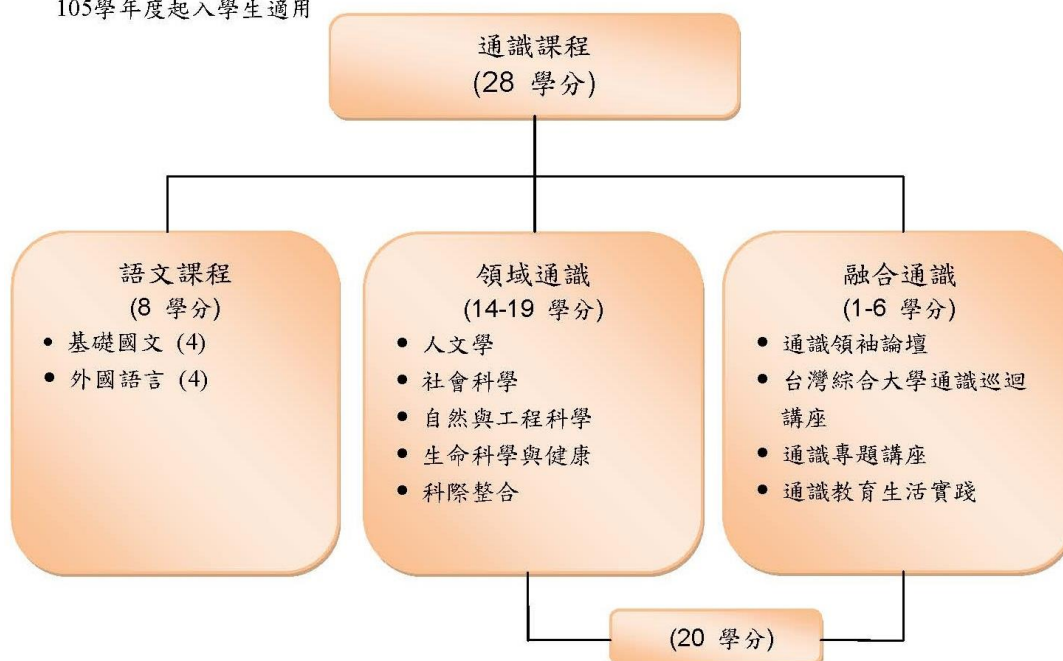 105學年度起入學生適用
通識課程
(28 學分)
語文課程
(8 學分)
• 基礎國文 (4)
• 外國語言 (4)
領域通識
(14-19 學分)
• 人文學
• 社會科學
• 自然與工程科學
• 生命科學與健康
• 科際整合
融合通識
(1-6 學分)
• 通識領袖論壇
• 台灣綜合大學通識巡迴
講座
• 通識專題講座
• 通識教育生活實踐
(20 學分)